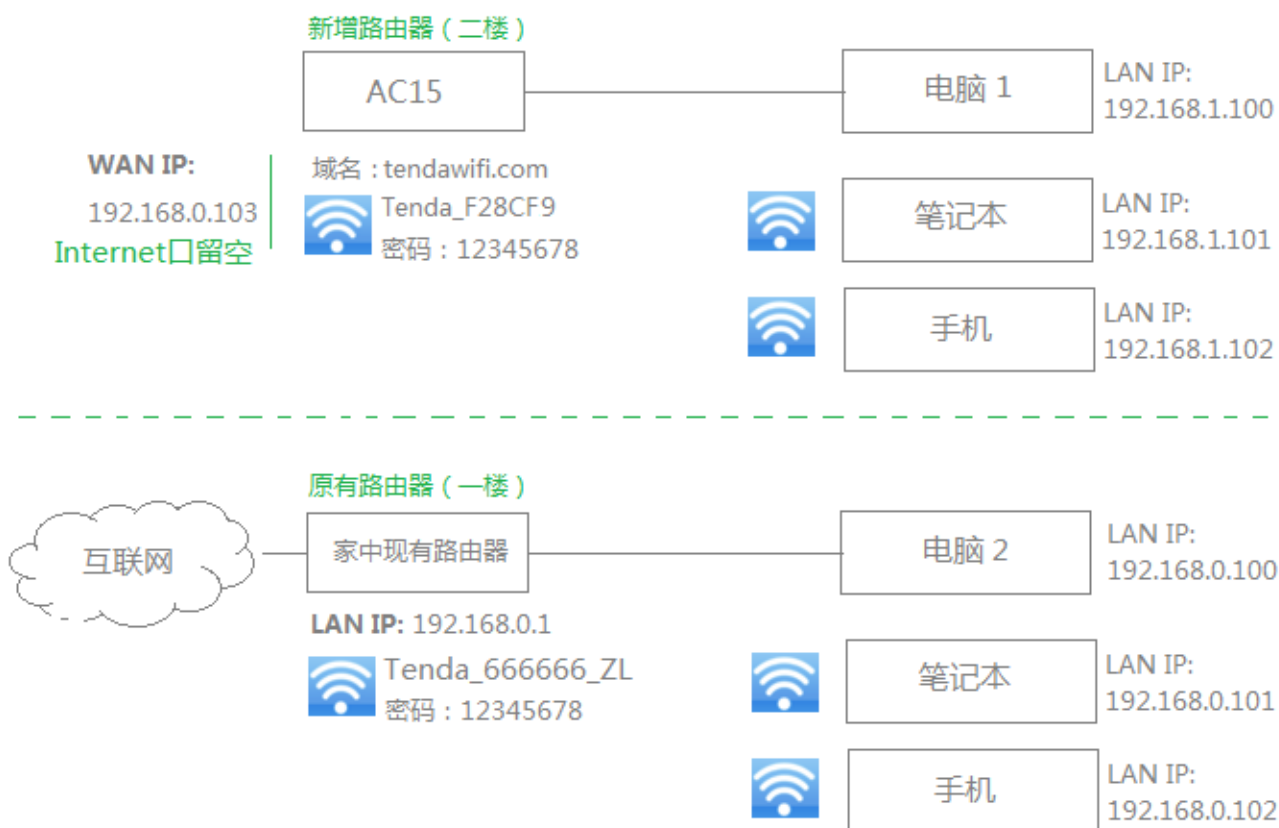 新增路由器（二楼）
AC15
电脑 1
LAN IP:
192.168.1.100
WAN IP:
192.168.0.103
Internet口留空
域名：tendawifi.com
Tenda_F28CF9
密码：12345678
笔记本
LAN IP:
192.168.1.101
手机
LAN IP:
192.168.1.102
原有路由器（一楼）
互联网
家中现有路由器
电脑 2
LAN IP:
192.168.0.100
LAN IP: 192.168.0.1
Tenda_666666_ZL
密码：12345678
笔记本
LAN IP:
192.168.0.101
手机
LAN IP:
192.168.0.102